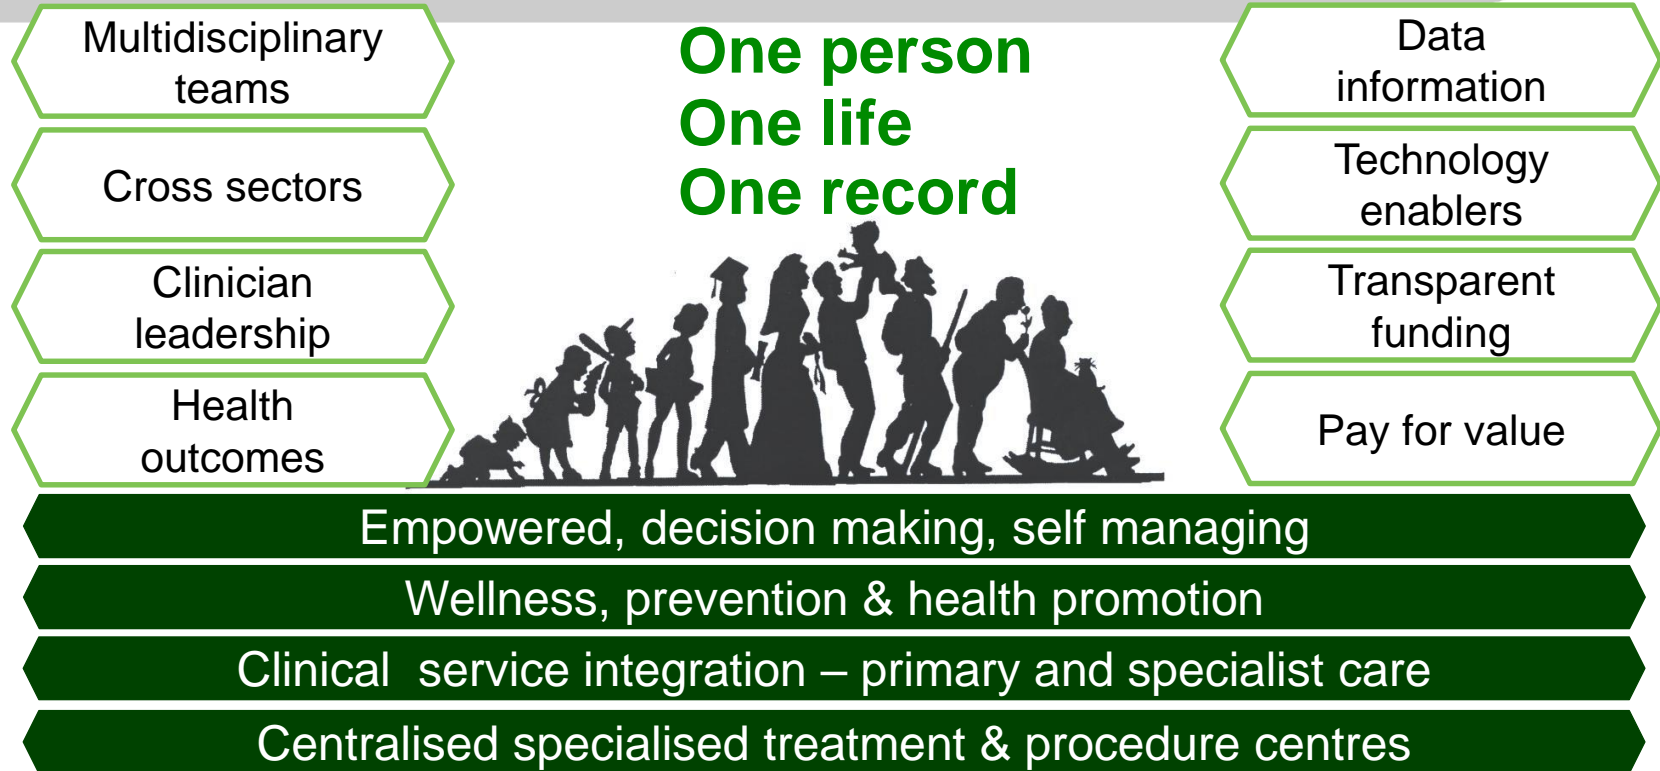 Multidisciplinary
teams
Cross sectors
Clinician
leadership
Health
outcomes
One person
One life
One record
Data
information
Technology
enablers
Transparent
funding
Pay for value
Empowered, decision making, self managing
Wellness, prevention & health promotion
Clinical service integration – primary and specialist care
Centralised specialised treatment & procedure centres